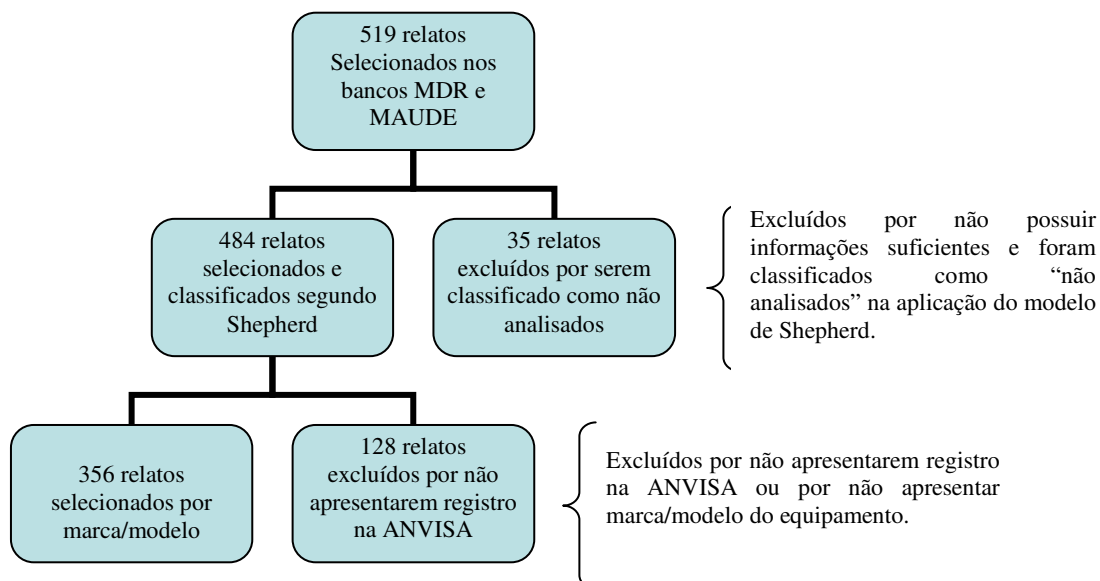 519 relatos
Selecionados nos
bancos MDR e
MAUDE
484 relatos
selecionados e
classificados segundo
Shepherd
35 relatos
excluídos por serem
classificado como não
analisados
Excluídos por não possuir
informações suficientes e foram
classificados como “não
analisados” na aplicação do modelo
de Shepherd.
356 relatos
selecionados por
marca/modelo
128 relatos
excluídos por não
apresentarem registro
na ANVISA
Excluídos por não apresentarem registro
na ANVISA ou por não apresentar
marca/modelo do equipamento.